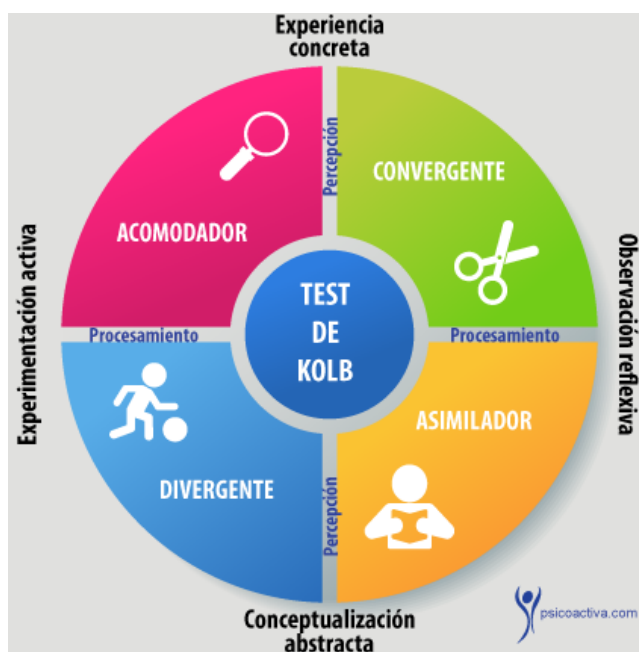 Experiencia
concreta
Percepción
CONVERGENTE
ACOMODADOR
Experimentación activa
Observación reflexiva
TEST
DE
KOLB
Procesamiento
Procesamiento
ASIMILADOR
DIVERGENTE
Percepción
Conceptualización
abstracta
psicoactiva.com